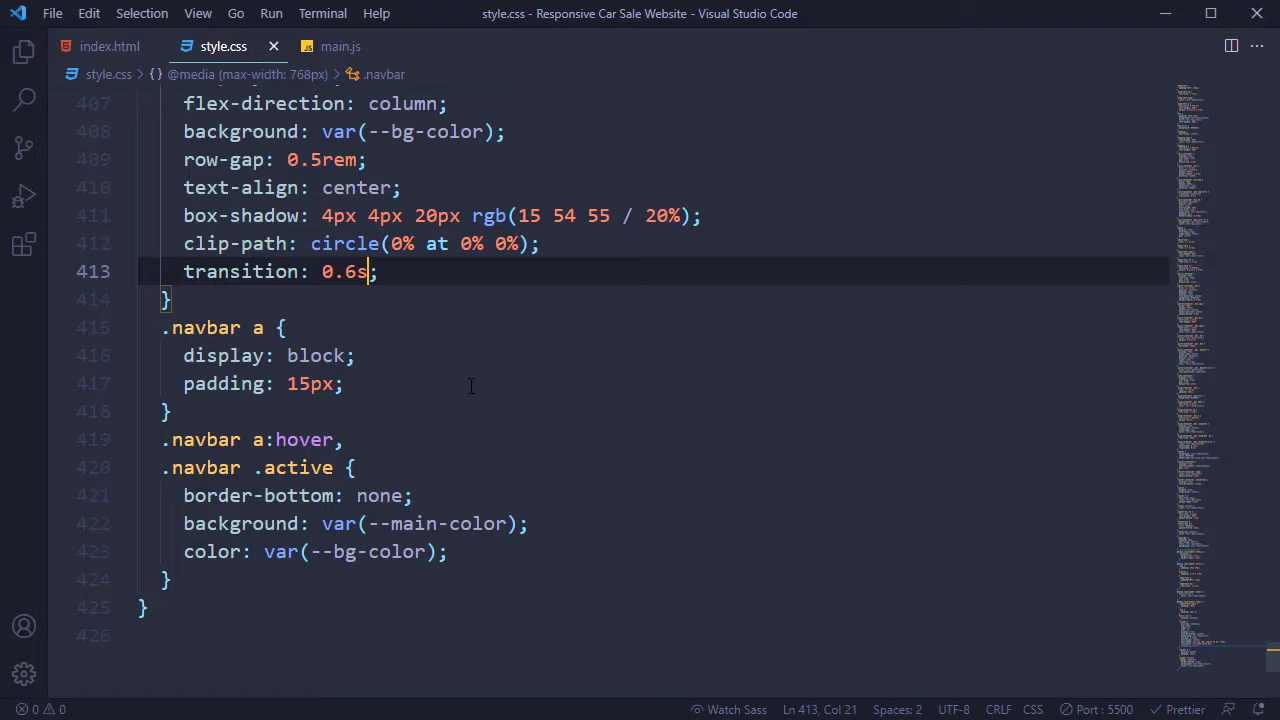 File Edit Selection View Go Run Terminal Help style.css - Responsive Car Sale Website - Visual Studio Code
index.html style.css main.js
style.css @media (max-width: 768px) .navbar
407 flex-direction: column;
408 background: var(--bg-color);
409 row-gap: 0.5rem;
410 text-align: center;
411 box-shadow: 4px 4px 20px rgb(15 54 55 / 20%);
412 clip-path: circle(0% at 0% 0%);
413 transition: 0.6s;
414 }
415 .navbar a {
416 display: block;
417 padding: 15px;
418 }
419 .navbar a:hover,
420 .navbar .active {
421 border-bottom: none;
422 background: var(--main-color);
423 color: var(--bg-color);
424 }
425 }
426
0 0 Watch Sass Ln 413, Col 21 Spaces: 2 UTF-8 CRLF CSS Port : 5500 Prettier